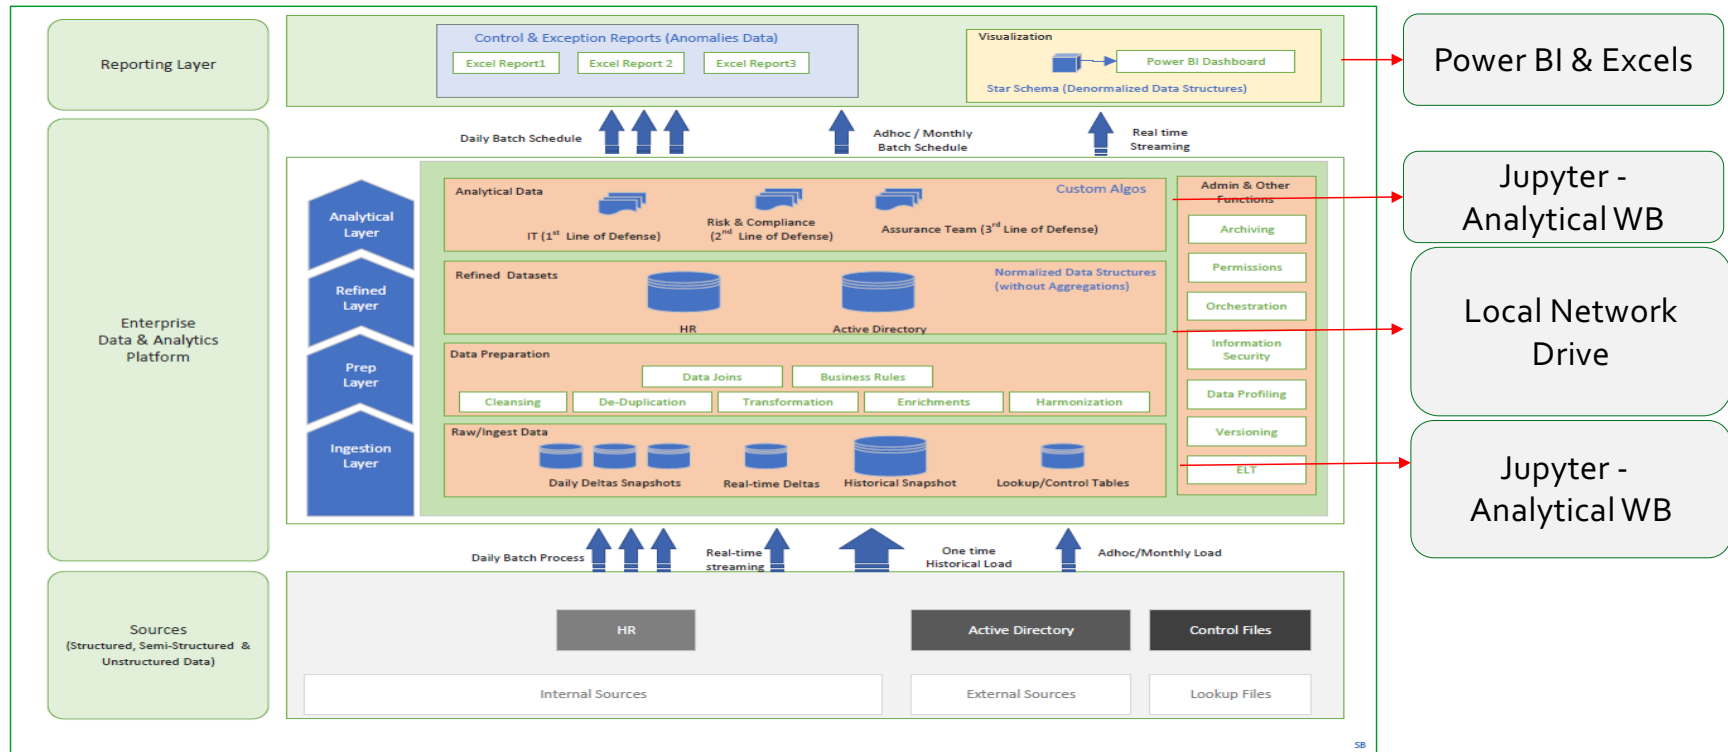 Reporting Layer
Control & Exception Reports (Anomalies Data)
Excel Report1
Excel Report 2
Excel Report3
Visualization
Power BI Dashboard
Star Schema (Denormalized Data Structures)
Power BI & Excels
Daily Batch Schedule
Adhoc / Monthly
Batch Schedule
Real time
Streaming
Enterprise
Data & Analytics
Platform
Analytical
Layer
Refined
Layer
Prep
Layer
Ingestion
Layer
Analytical Data
Custom Algos
IT (1st Line of Defense)
Risk & Compliance
(2nd Line of Defense)
Assurance Team (3rd Line of Defense)
Refined Datasets
Normalized Data Structures
(without Aggregations)
HR
Active Directory
Data Preparation
Data Joins
Business Rules
Cleansing
De-Duplication
Transformation
Enrichments
Harmonization
Raw/Ingest Data
Daily Deltas Snapshots
Real-time Deltas
Historical Snapshot
Lookup/Control Tables
Admin & Other
Functions
Archiving
Permissions
Orchestration
Information
Security
Data Profiling
Versioning
ELT
Jupyter -
Analytical WB
Local Network
Drive
Jupyter -
Analytical WB
Daily Batch Process
Real-time
streaming
One time
Historical Load
Adhoc/Monthly Load
Sources
(Structured, Semi-Structured &
Unstructured Data)
HR
Active Directory
Control Files
Internal Sources
External Sources
Lookup Files
SB